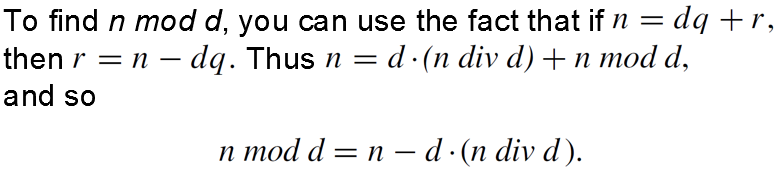 To find n mod d, you can use the fact that if n = dq + r,
then r = n − dq. Thus n = d·(n div d) + n mod d,
and so
n mod d = n − d·(n div d).